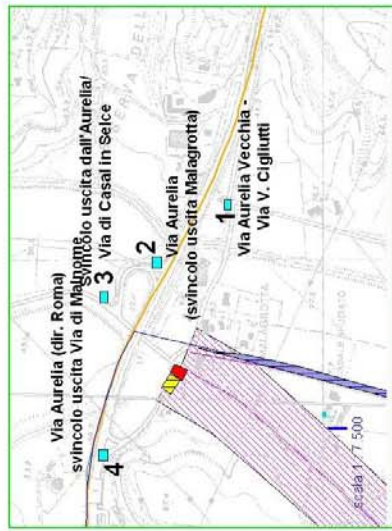 Via Aurelia (dir. Roma)
svincolo uscita Via di Malnome
4
svincolo uscita dall'Aurelia/
Via di Casal in Selce
3
2
Via Aurelia
(svincolo uscita Malagrotta)
1
Via Aurelia Vecchia -
Via V. Cigliutti
scala 1 : 7 500